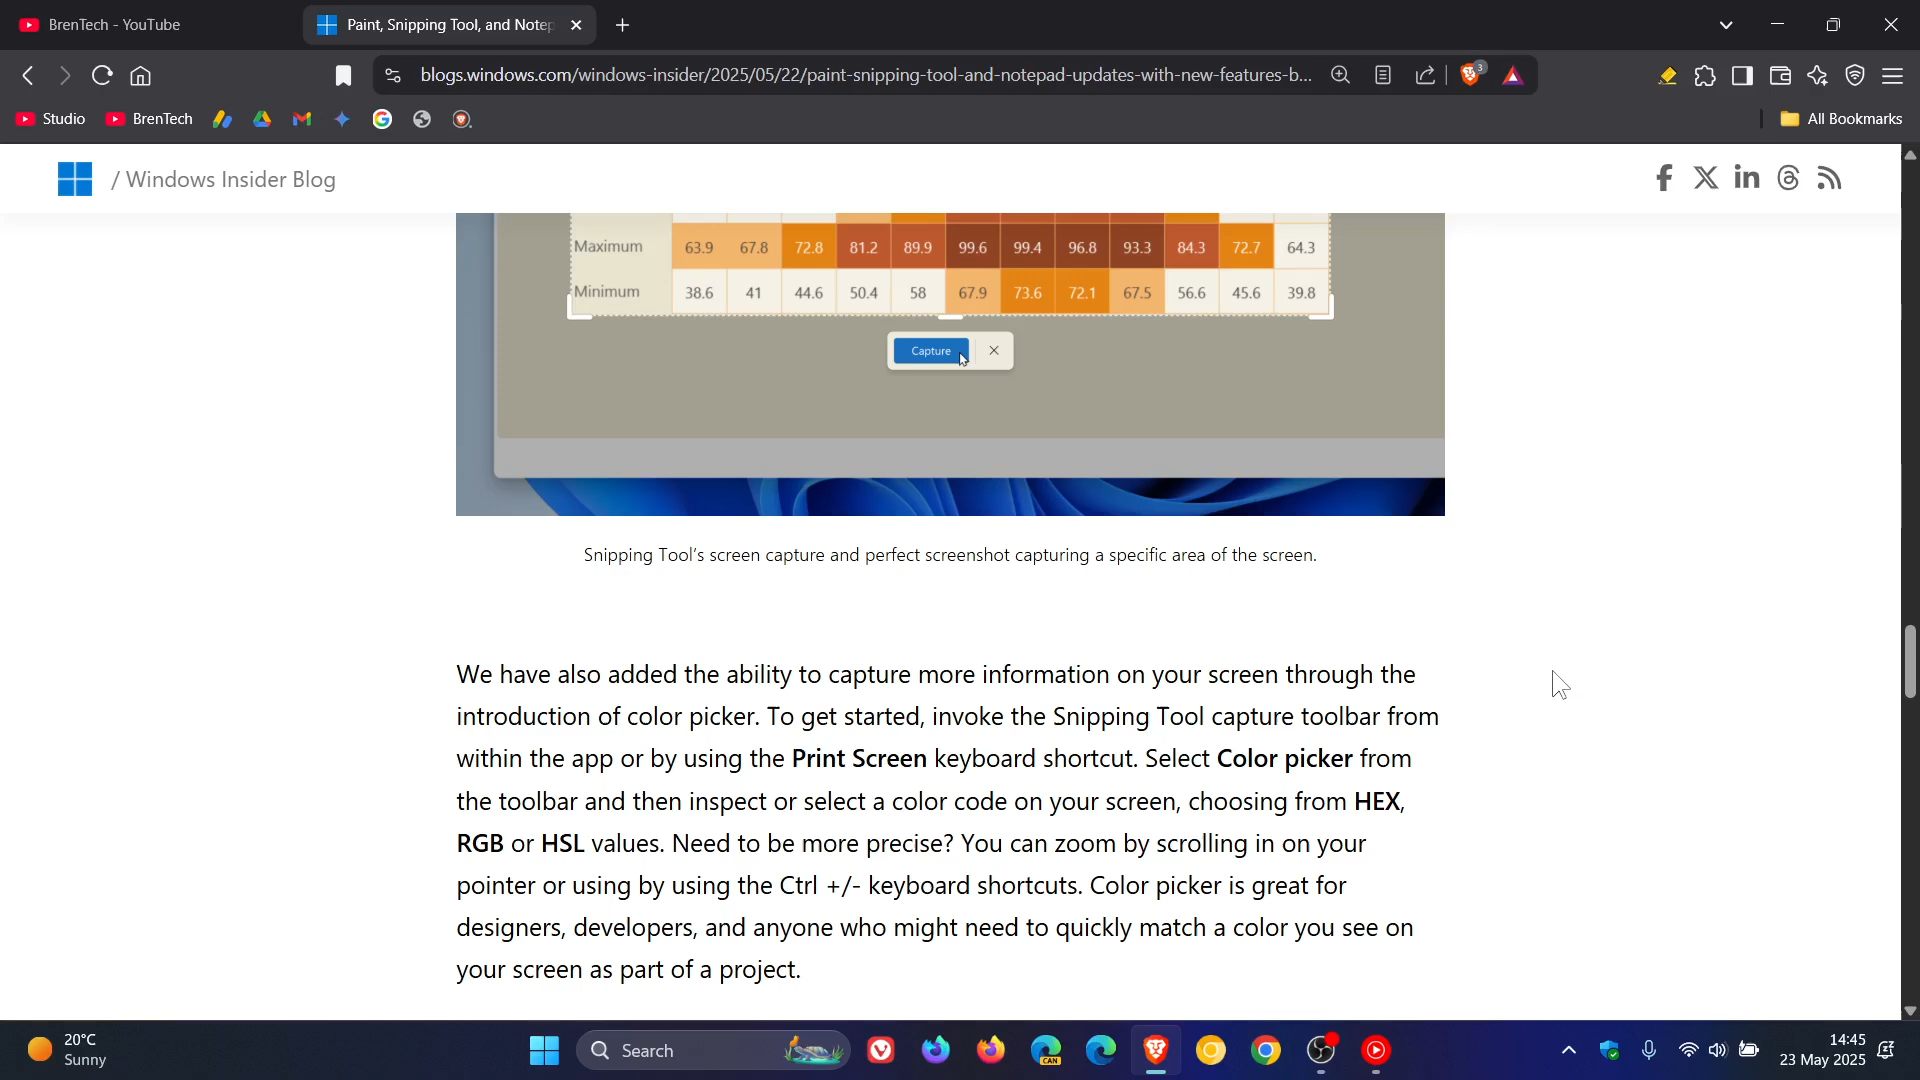 BrenTech - YouTube
Paint, Snipping Tool, and Notep
blogs.windows.com/windows-insider/2025/05/22/paint-snipping-tool-and-notepad-updates-with-new-features-b...
3
Studio
BrenTech
All Bookmarks
/ Windows Insider Blog
Maximum 63.9 67.8 72.8 81.2 89.9 99.6 99.4 96.8 93.3 84.3 72.7 64.3
Minimum 38.6 41 44.6 50.4 58 67.9 73.6 72.1 67.5 56.6 45.6 39.8
Capture
Snipping Tool's screen capture and perfect screenshot capturing a specific area of the screen.
We have also added the ability to capture more information on your screen through the
introduction of color picker. To get started, invoke the Snipping Tool capture toolbar from
within the app or by using the Print Screen keyboard shortcut. Select Color picker from
the toolbar and then inspect or select a color code on your screen, choosing from HEX,
RGB or HSL values. Need to be more precise? You can zoom by scrolling in on your
pointer or using by using the Ctrl +/- keyboard shortcuts. Color picker is great for
designers, developers, and anyone who might need to quickly match a color you see on
your screen as part of a project.
20°C
Sunny
Search
CAN
14:45
23 May 2025